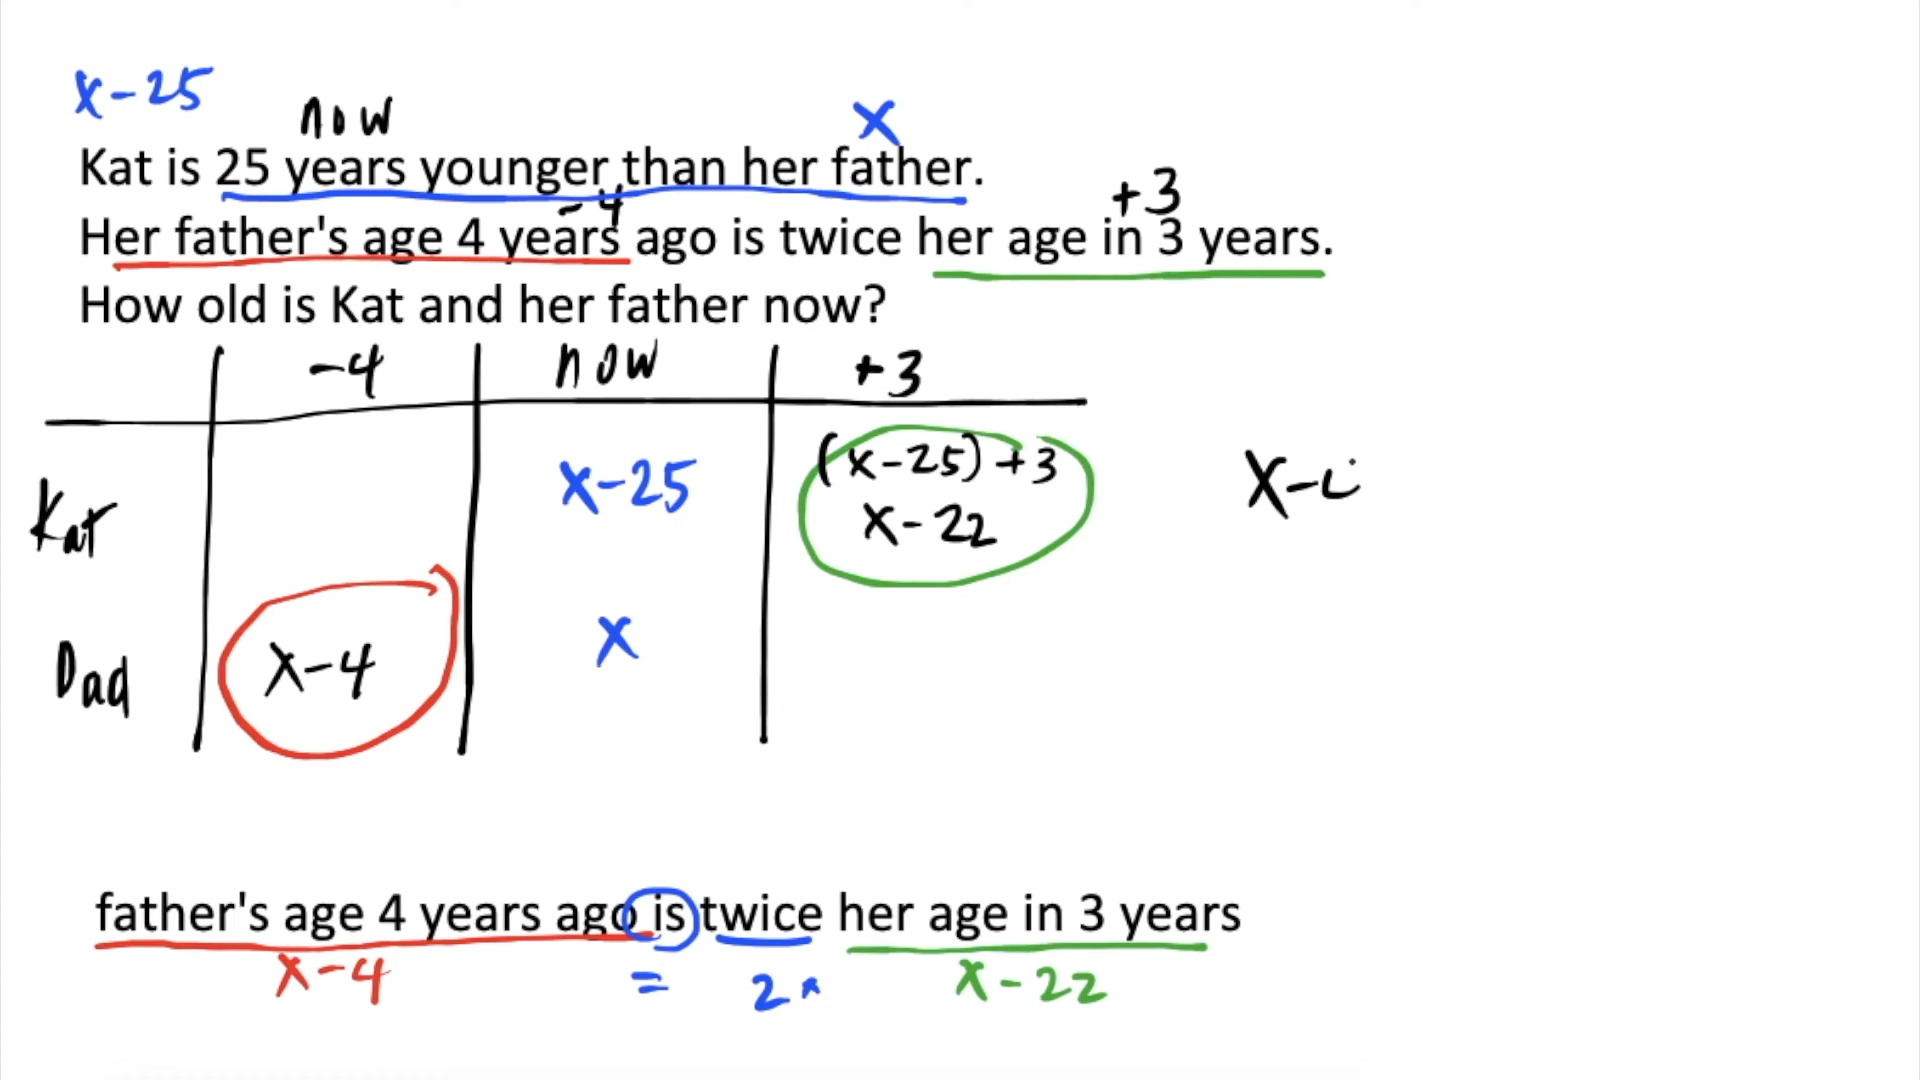 x-25
now
x
Kat is 25 years younger than her father.
-4
+3
Her father's age 4 years ago is twice her age in 3 years.
How old is Kat and her father now?
-4 now +3
Kat x-25 (x-25)+3
x-22
x-
Dad x-4 x
father's age 4 years ago is twice her age in 3 years
x-4 = 2× x-22